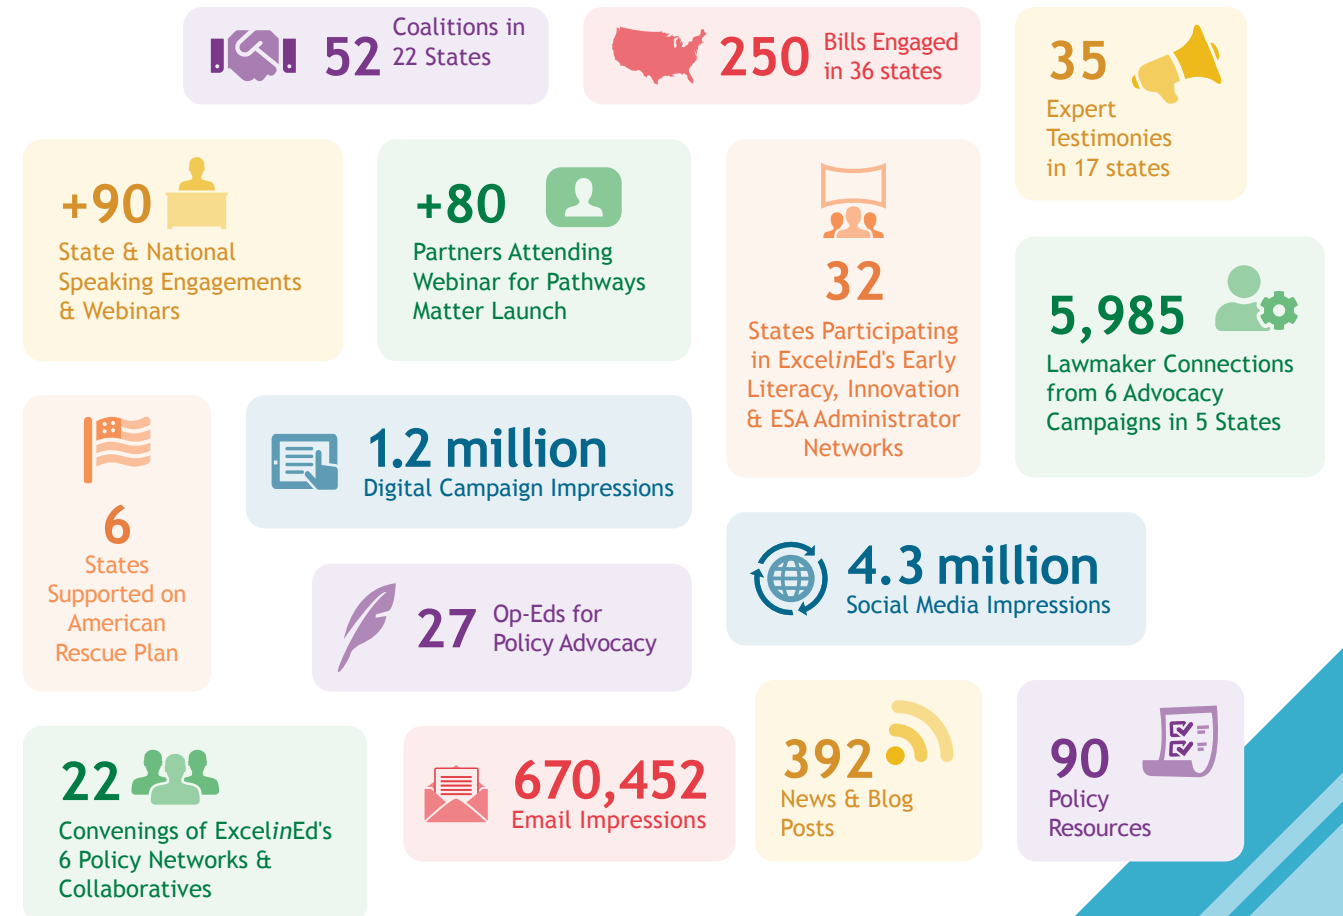 52
Coalitions in
22 States
250
Bills Engaged
in 36 states
35
Expert
Testimonies
in 17 states
+90
State & National
Speaking Engagements
& Webinars
+80
Partners Attending
Webinar for Pathways
Matter Launch
32
States Participating
in ExcelinEd's Early
Literacy, Innovation
& ESA Administrator
Networks
5,985
Lawmaker Connections
from 6 Advocacy
Campaigns in 5 States
6
States
Supported on
American
Rescue Plan
1.2 million
Digital Campaign Impressions
27
Op-Eds for
Policy Advocacy
4.3 million
Social Media Impressions
22
Convenings of ExcelinEd's
6 Policy Networks &
Collaboratives
670,452
Email Impressions
392
News & Blog
Posts
90
Policy
Resources